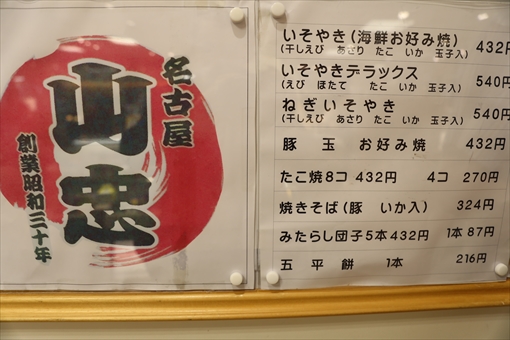 名古屋
山忠
創業昭和三十年
いそやき(海鮮お好み焼) 432円
(干しえび あさり たこ いか 玉子入)
いそやきデラックス 540円
(えび ほたて たこ いか 玉子入)
ねぎいそやき 540円
(干しえび あさり たこ いか 玉子入)
豚玉 お好み焼 432円
たこ焼8コ 432円 4コ 270円
焼きそば(豚 いか入) 324円
みたらし団子5本 432円 1本 87円
五平餅 1本 216円